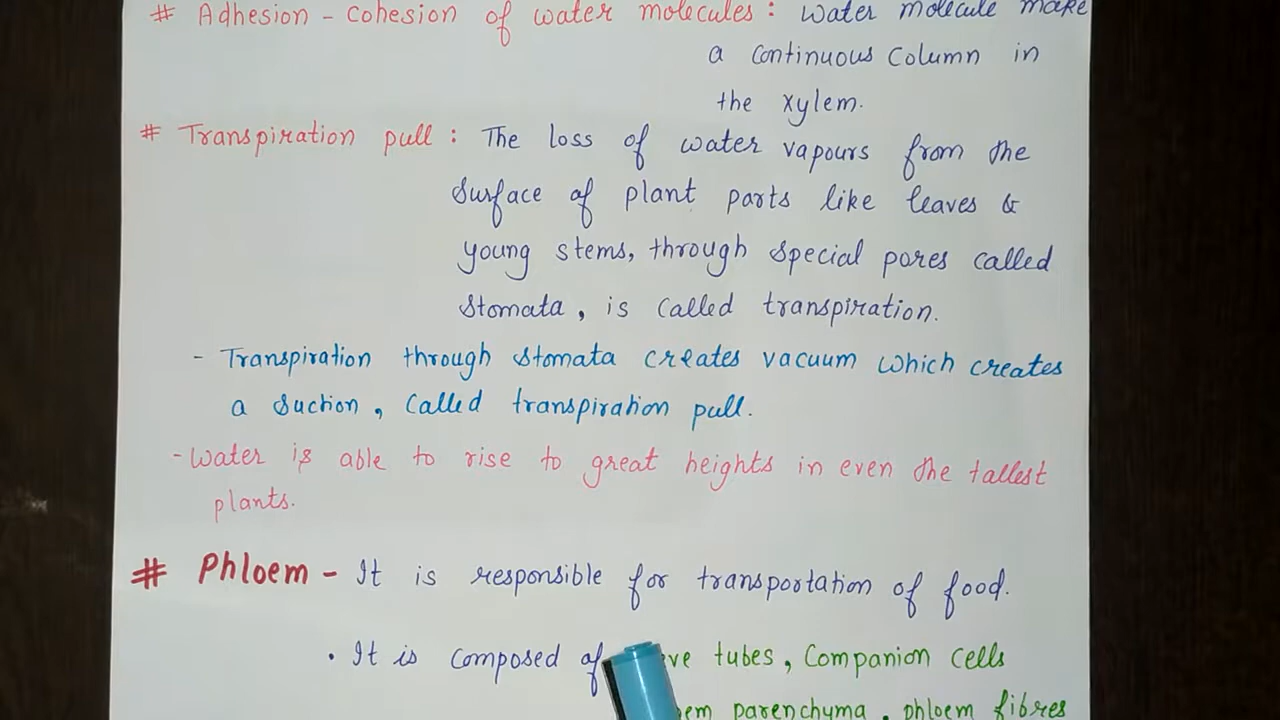 # Adhesion - Cohesion of water molecules : water molecule make
a continuous column in
the xylem.
# Transpiration pull : The loss of water vapours from the
surface of plant parts like leaves &
young stems, through special pores called
stomata, is called transpiration.
- Transpiration through stomata creates vacuum which creates
a suction, called transpiration pull.
- Water is able to rise to great heights in even the tallest
plants.
# Phloem - It is responsible for transportation of food.
• It is composed of tubes, Companion cells
parenchyma, phloem fibres